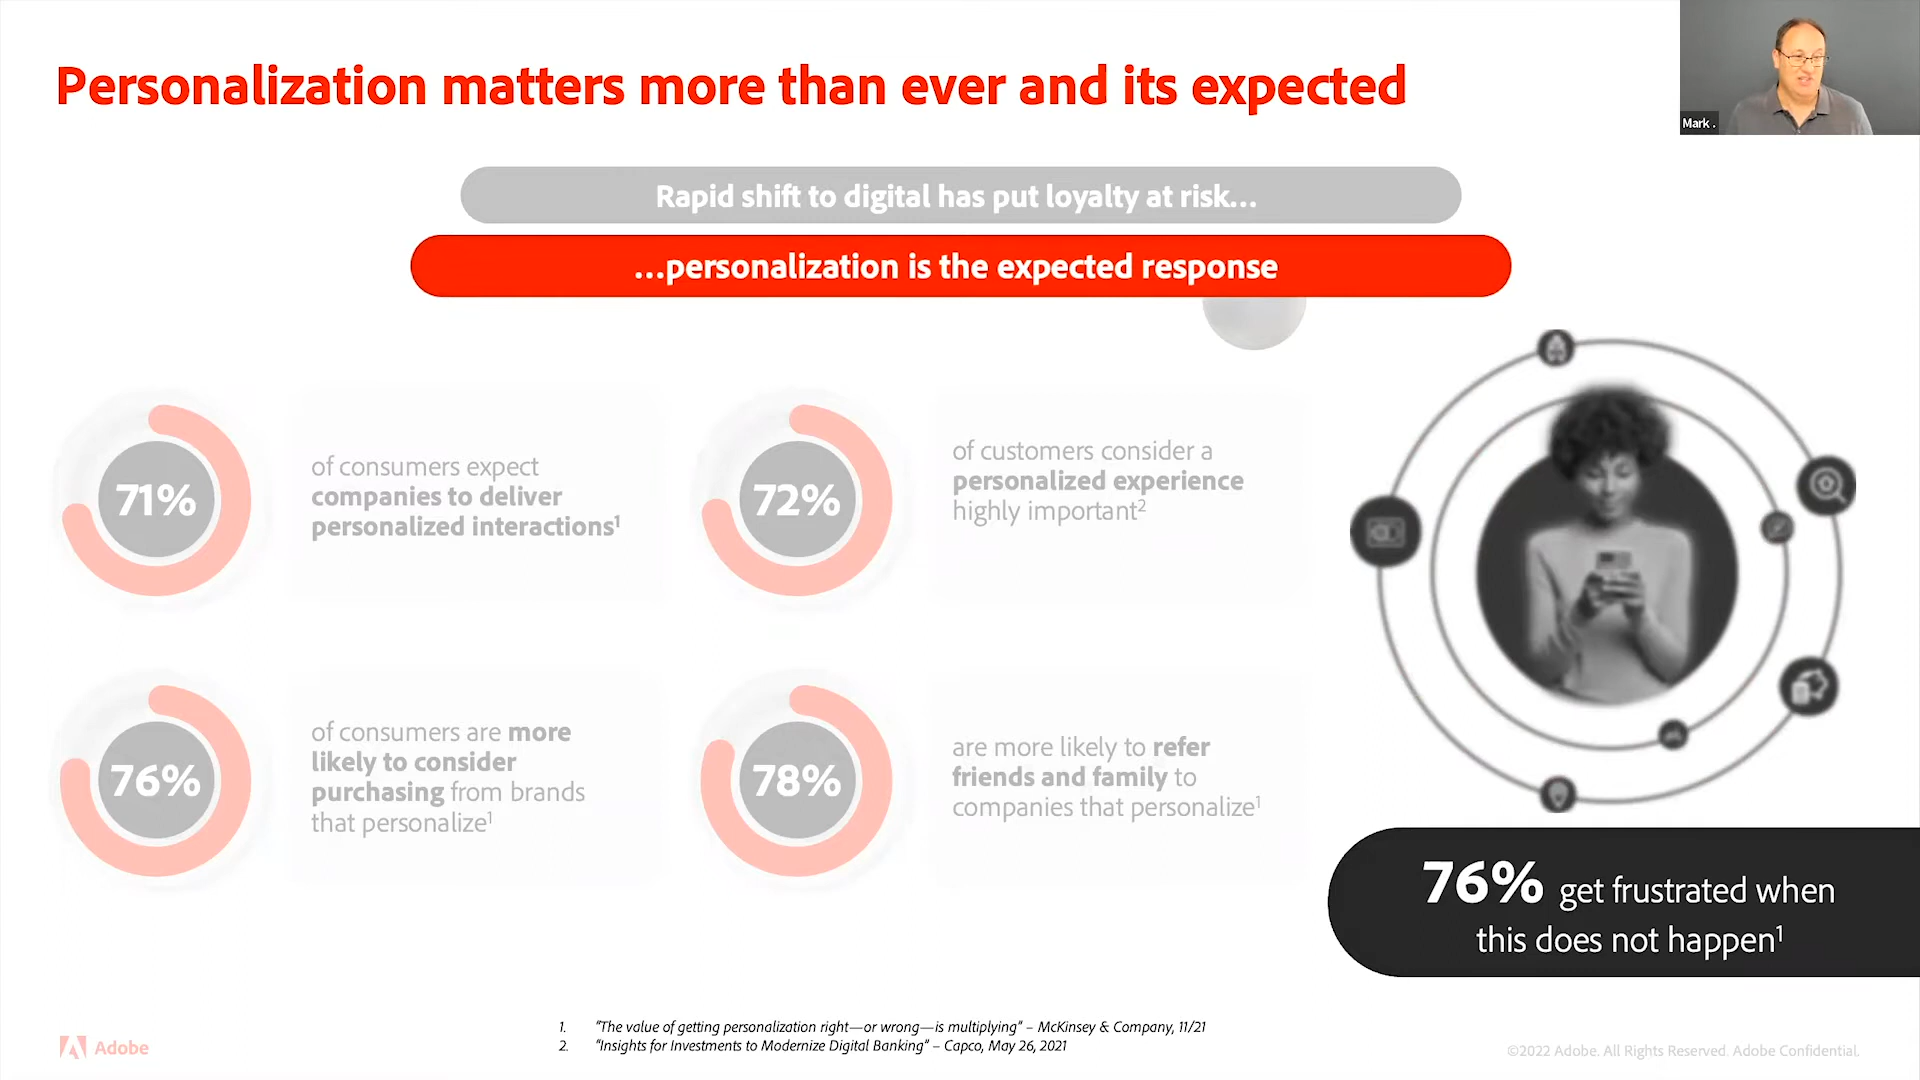 Personalization matters more than ever and its expected
Mark .
Rapid shift to digital has put loyalty at risk...
...personalization is the expected response
71%
of consumers expect
companies to deliver
personalized interactions¹
72%
of customers consider a
personalized experience
highly important²
76%
of consumers are more
likely to consider
purchasing from brands
that personalize¹
78%
are more likely to refer
friends and family to
companies that personalize¹
76% get frustrated when
this does not happen¹
1. "The value of getting personalization right—or wrong—is multiplying" – McKinsey & Company, 11/21
2. "Insights for Investments to Modernize Digital Banking" – Capco, May 26, 2021
Adobe
©2022 Adobe. All Rights Reserved. Adobe Confidential.